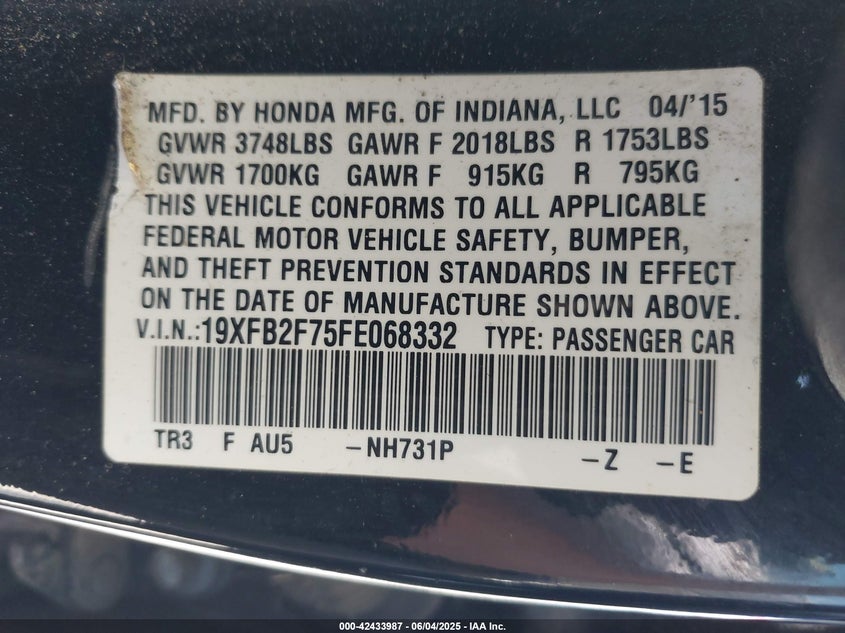 MFD. BY HONDA MFG. OF INDIANA, LLC 04/'15
GVWR 3748LBS GAWR F 2018LBS R 1753LBS
GVWR 1700KG GAWR F 915KG R 795KG
THIS VEHICLE CONFORMS TO ALL APPLICABLE
FEDERAL MOTOR VEHICLE SAFETY, BUMPER,
AND THEFT PREVENTION STANDARDS IN EFFECT
ON THE DATE OF MANUFACTURE SHOWN ABOVE.
V.I.N.:19XFB2F75FE068332 TYPE: PASSENGER CAR
TR3 F AU5 –NH731P –Z –E
000-42433987 - 06/04/2025 - IAA Inc.